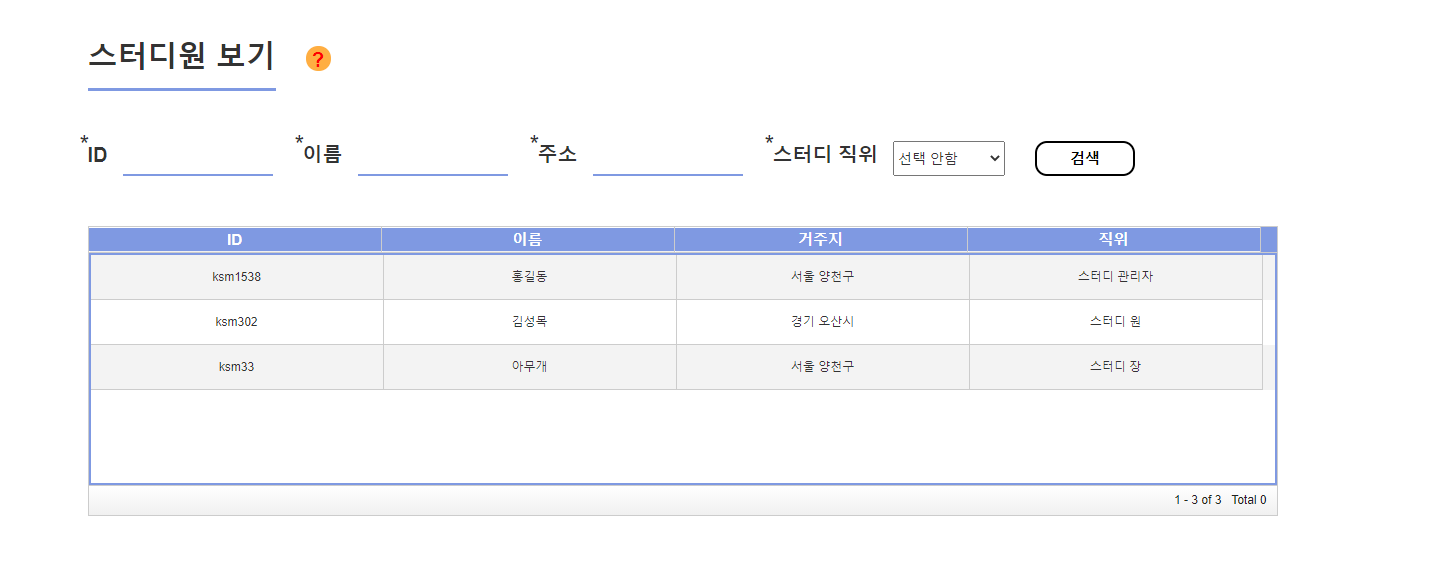 스터디원 보기 ?
*ID *이름 *주소 *스터디 직위 선택 안함 검색
ID 이름 거주지 직위
ksm1538 홍길동 서울 양천구 스터디 관리자
ksm302 김성목 경기 오산시 스터디 원
ksm33 아무개 서울 양천구 스터디 장
1 - 3 of 3 Total 0